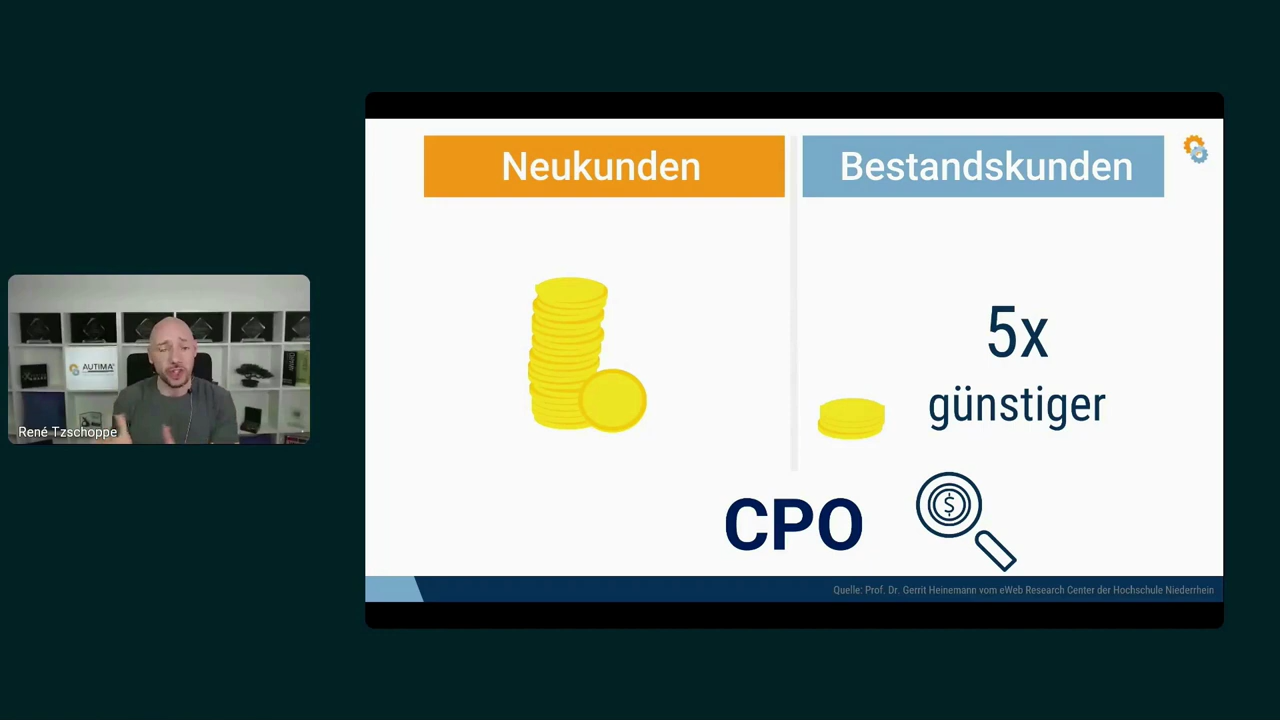 Neukunden
Bestandskunden
5x
günstiger
CPO
$
Quelle: Prof. Dr. Gerrit Heinemann vom eWeb Research Center der Hochschule Niederrhein
AUTIMA
René Tzschoppe